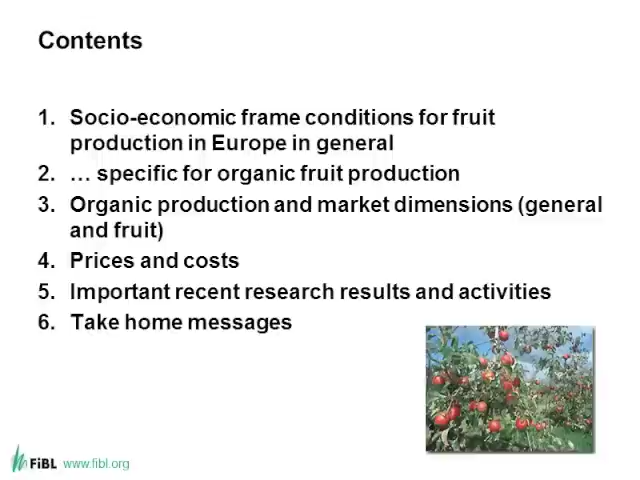 Contents
1. Socio-economic frame conditions for fruit
production in Europe in general
2. … specific for organic fruit production
3. Organic production and market dimensions (general
and fruit)
4. Prices and costs
5. Important recent research results and activities
6. Take home messages
FiBL www.fibl.org